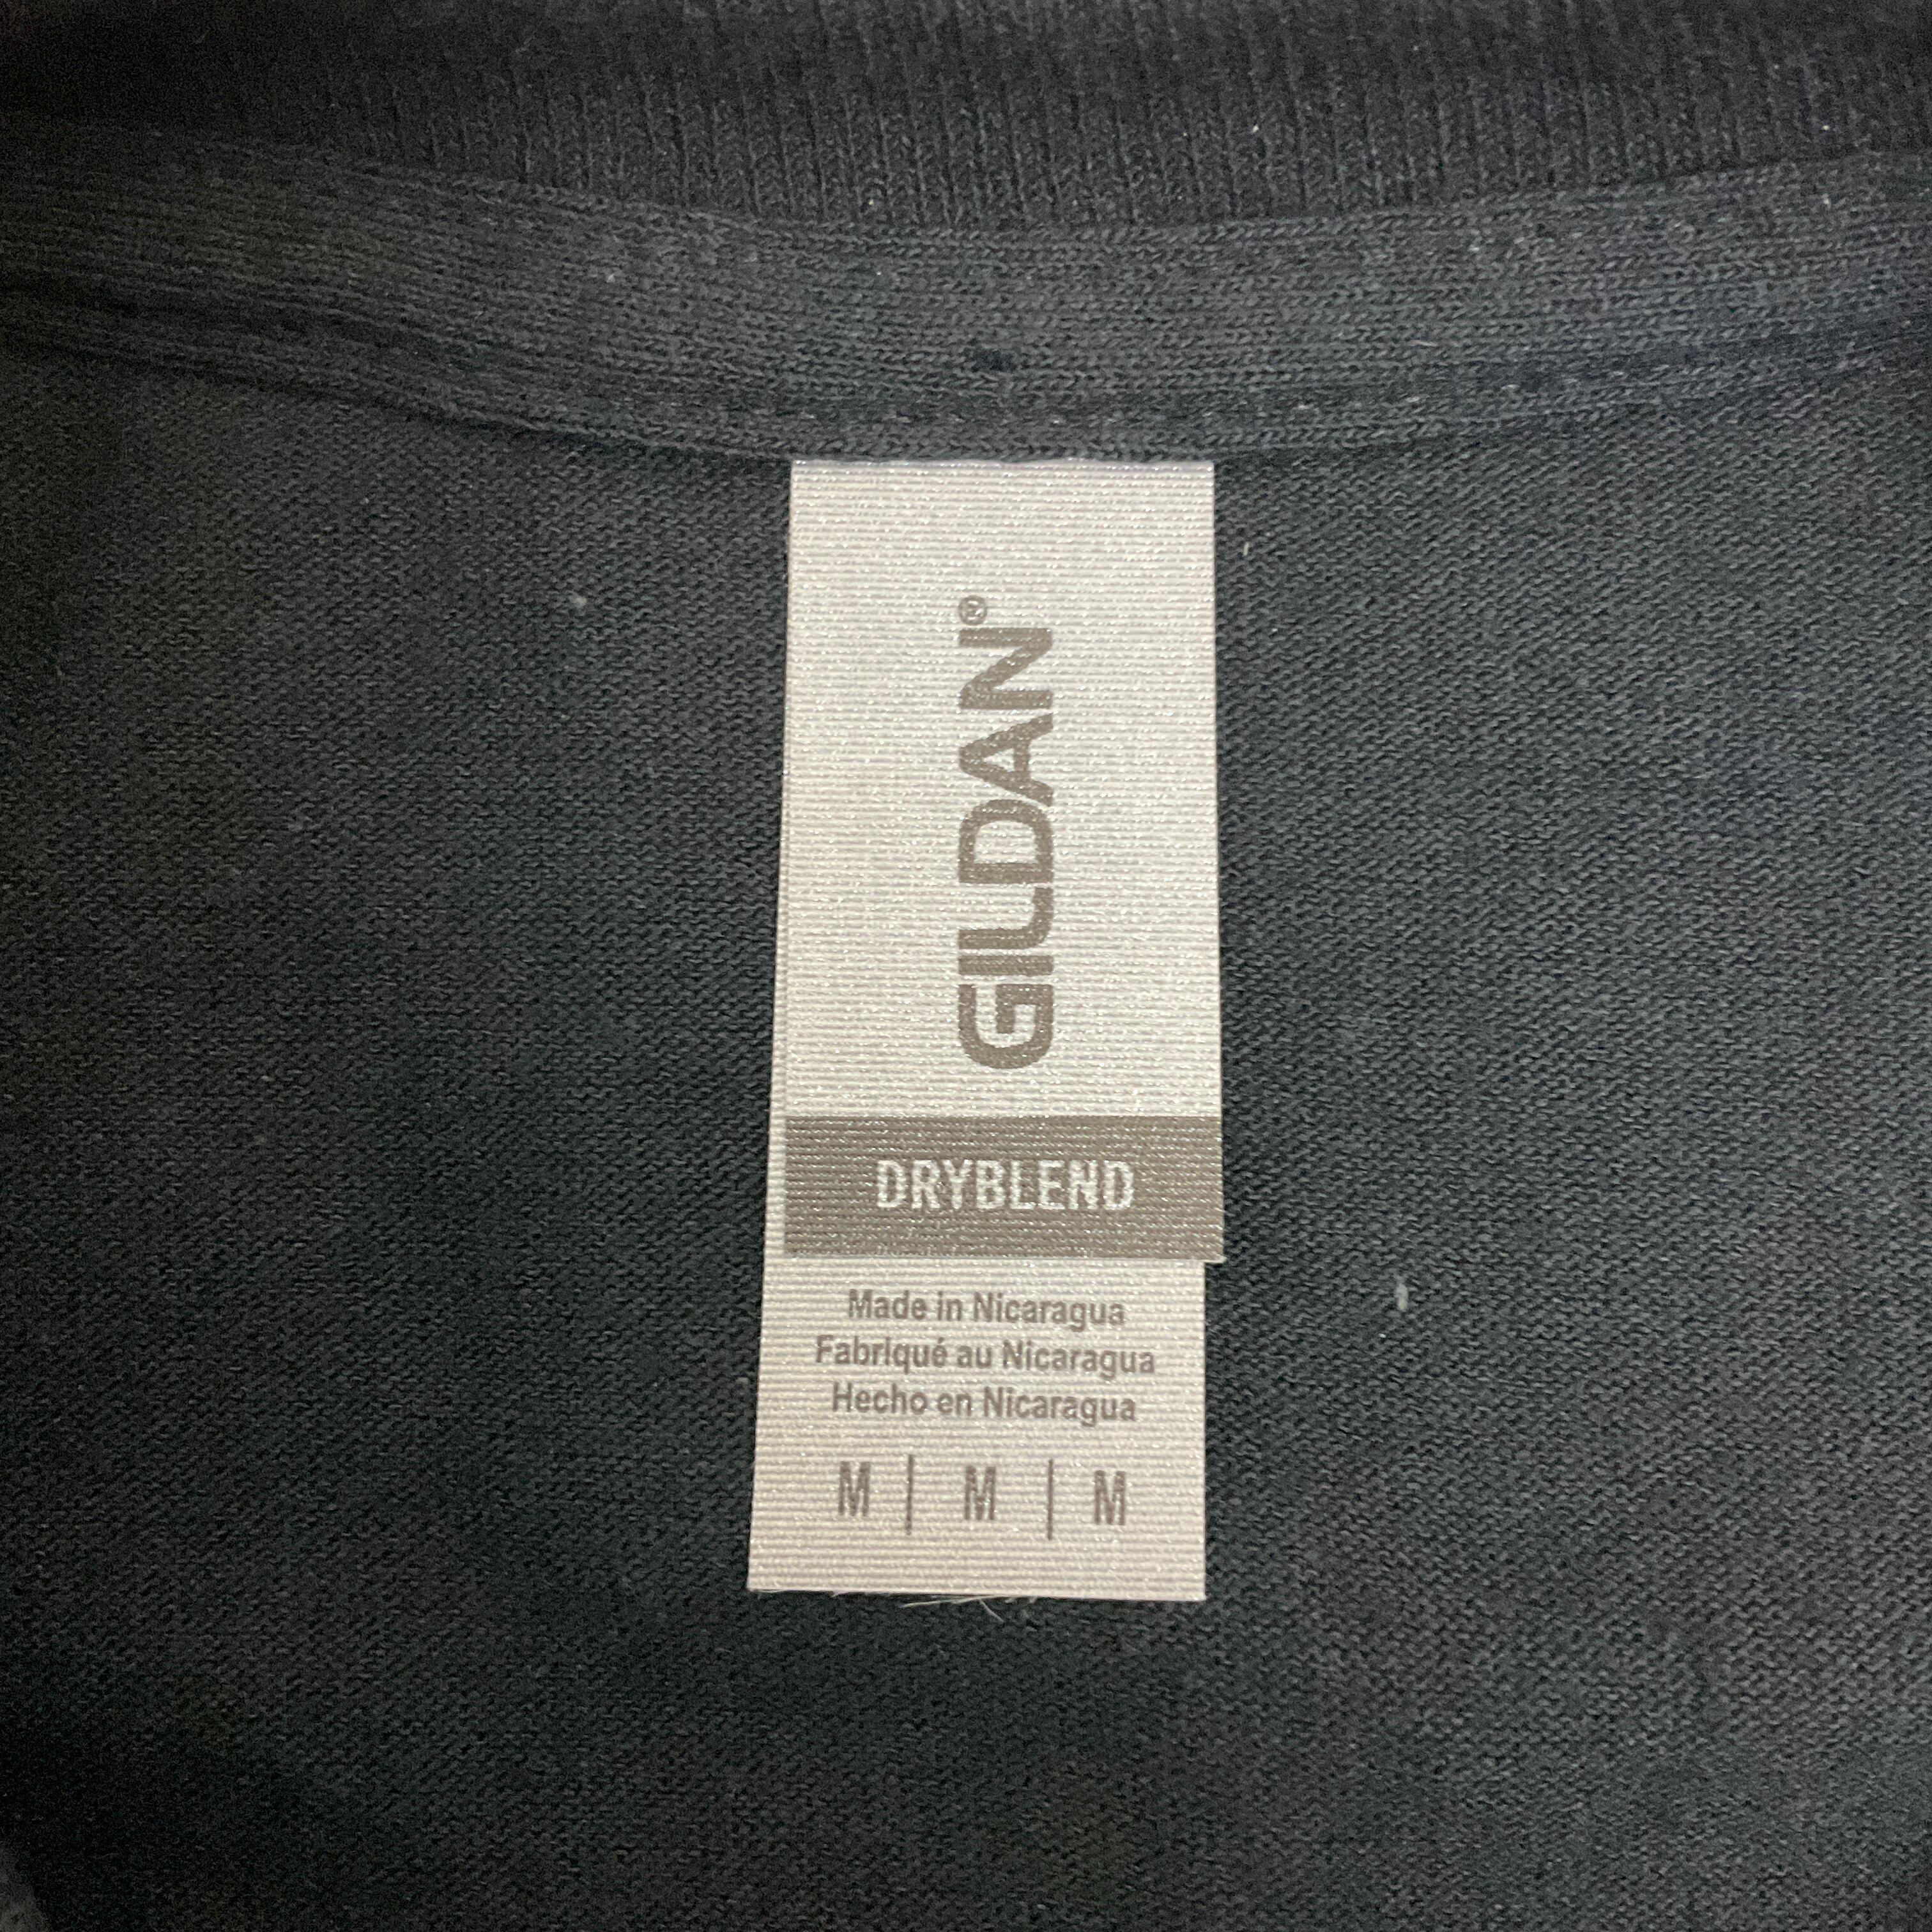 GILDAN®
DRYBLEND
Made in Nicaragua
Fabriqué au Nicaragua
Hecho en Nicaragua
M | M | M